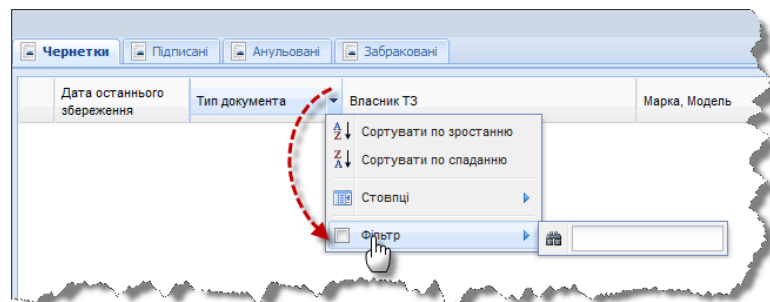 Чернетки Підписані Анульовані Забраковані
Дата останнього збереження Тип документа Власник ТЗ Марка, Модель
Сортувати по зростанню
Сортувати по спаданню
Стовпці
Фільтр